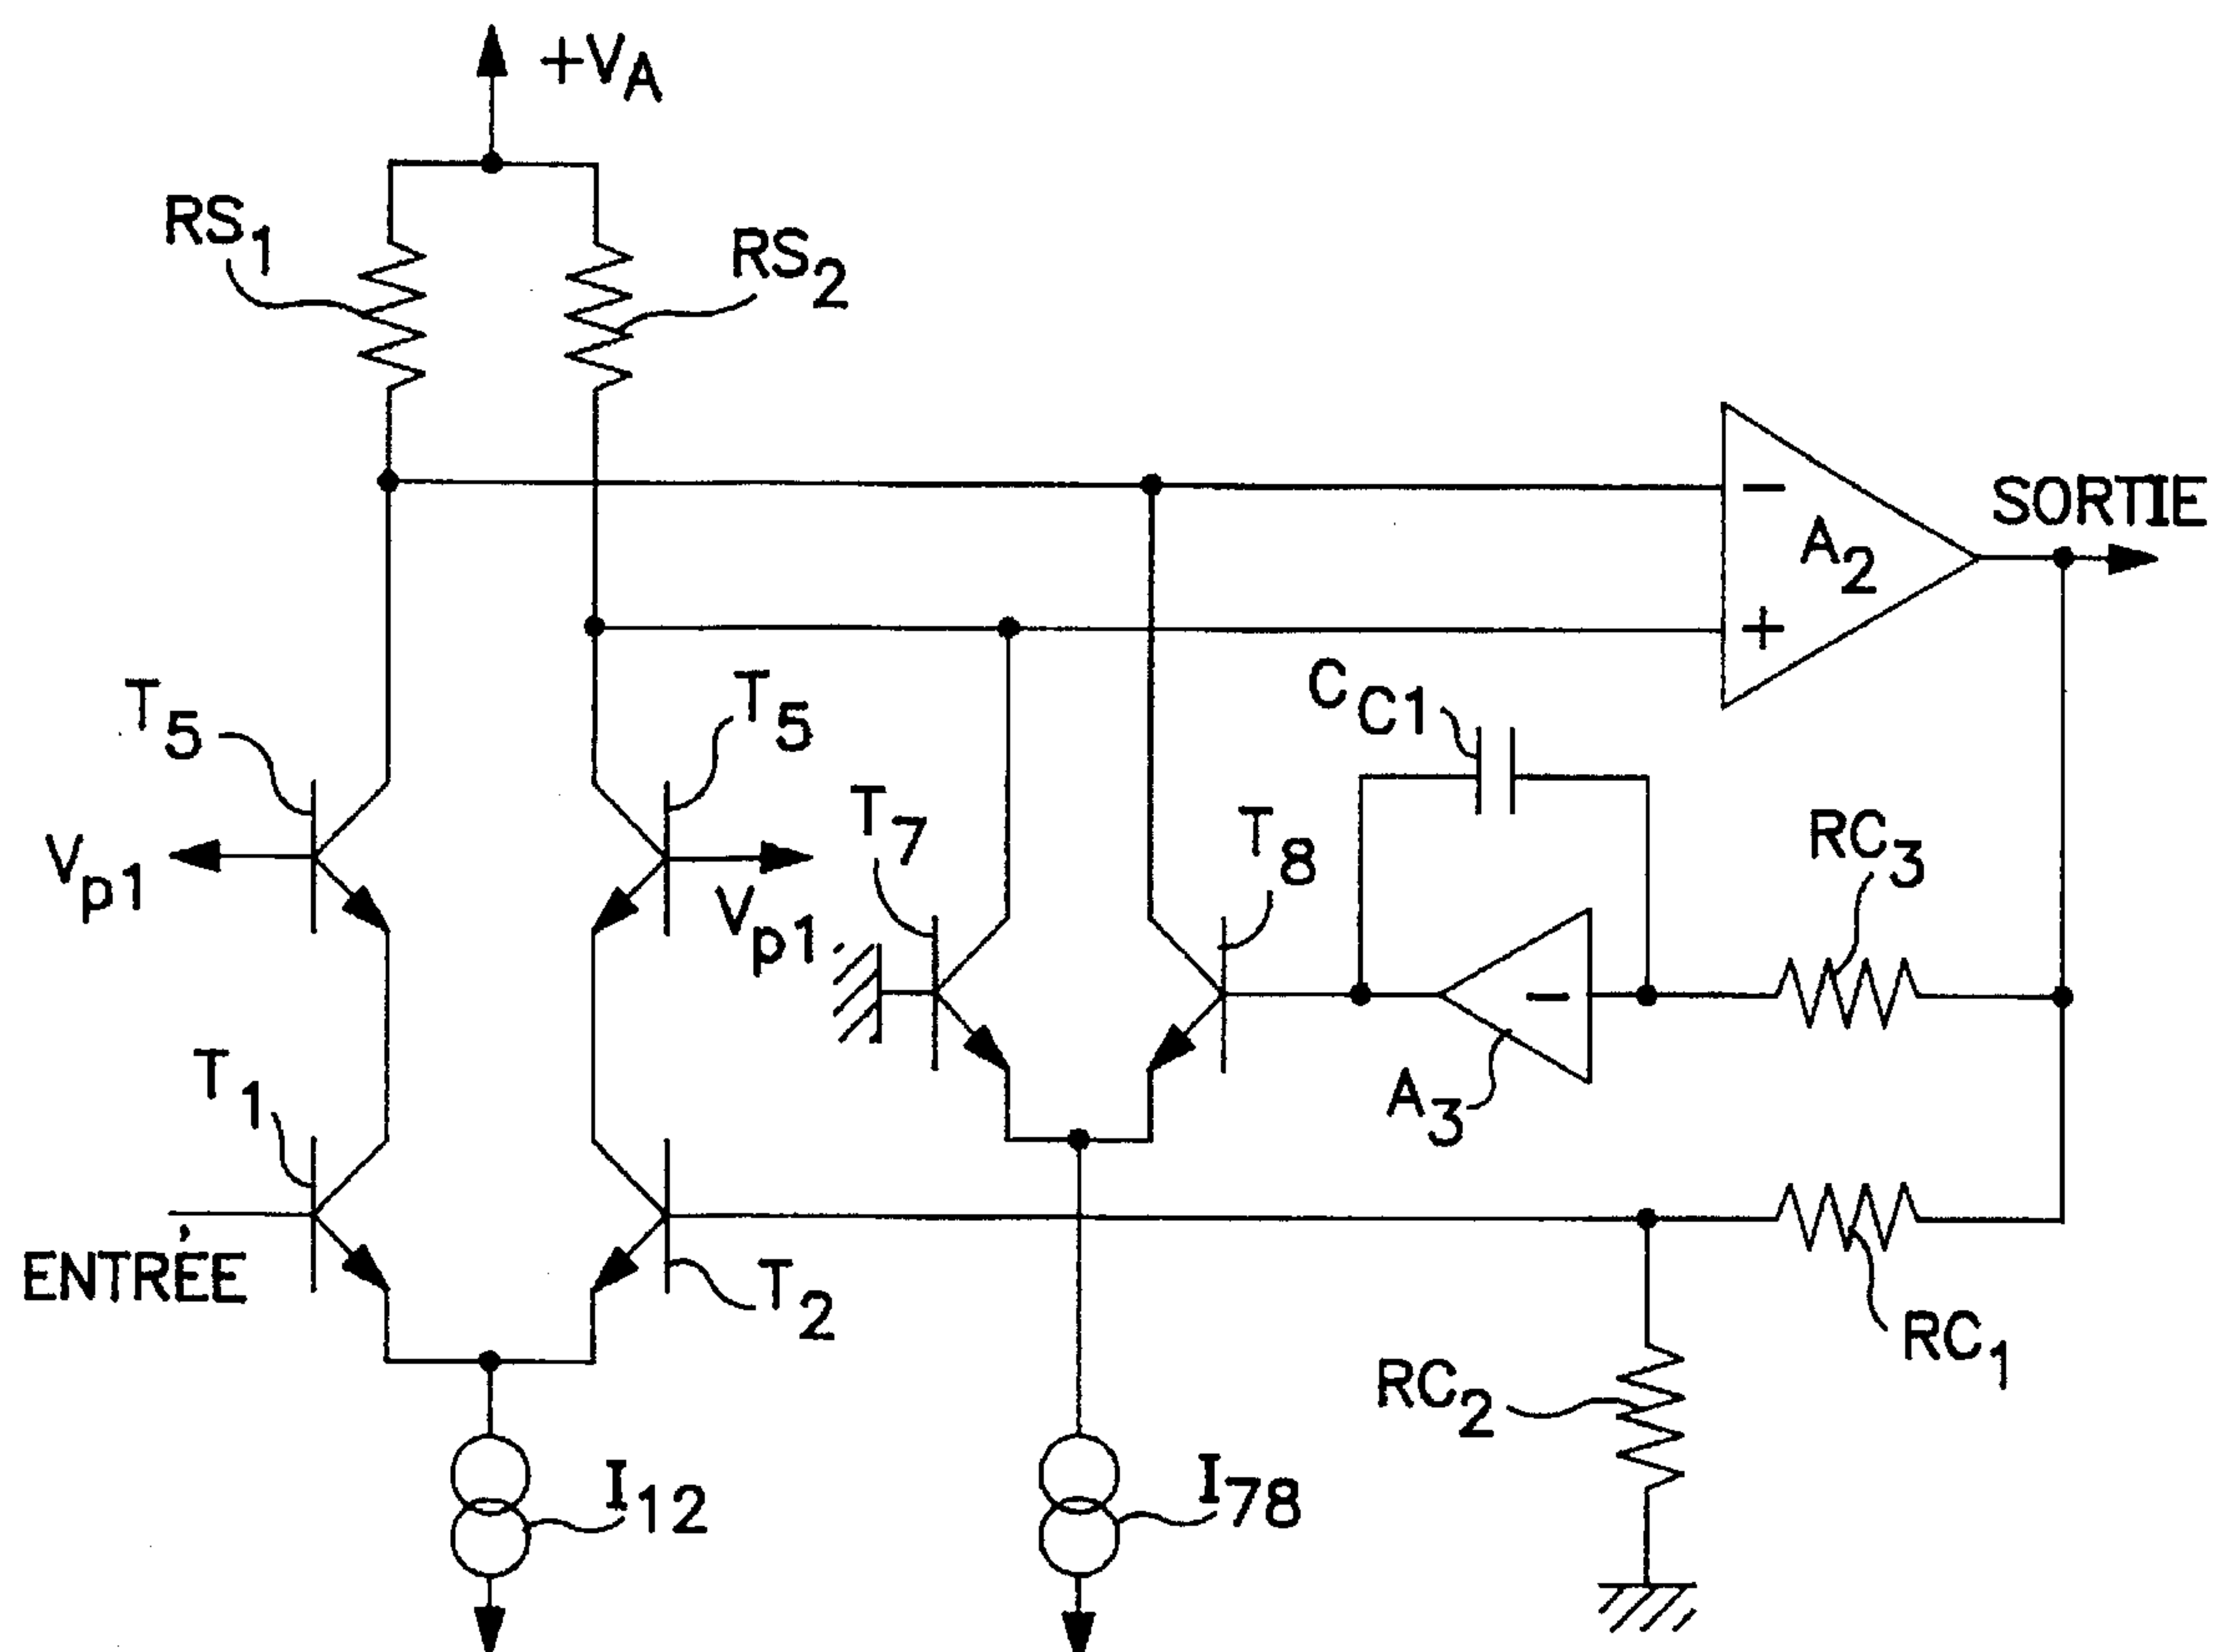 +VA
RS1
RS2
−
A2
+
SORTIE
CC1
T5
T5
T7
T8
RC3
Vp1
Vp1
−
A3
T1
T2
ENTRÉE
RC1
RC2
I12
I78